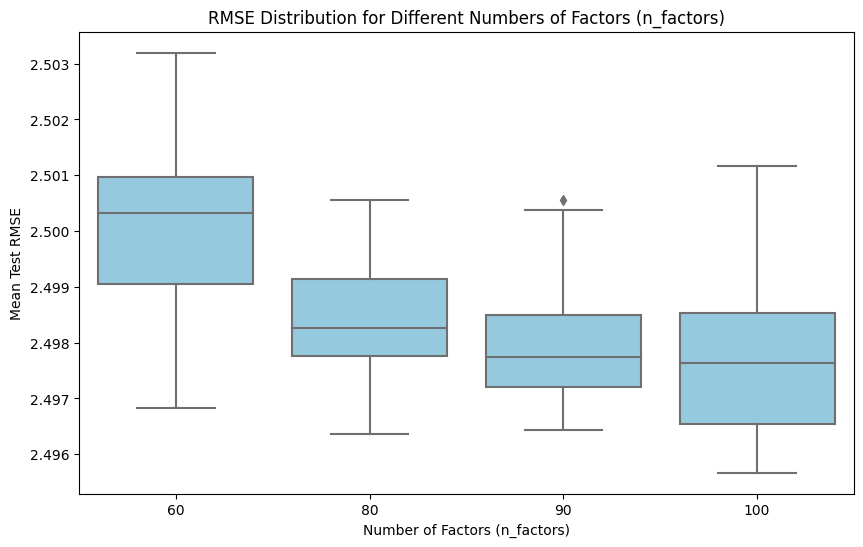 RMSE Distribution for Different Numbers of Factors (n_factors)
Mean Test RMSE
2.503
2.502
2.501
2.500
2.499
2.498
2.497
2.496
60 80 90 100
Number of Factors (n_factors)